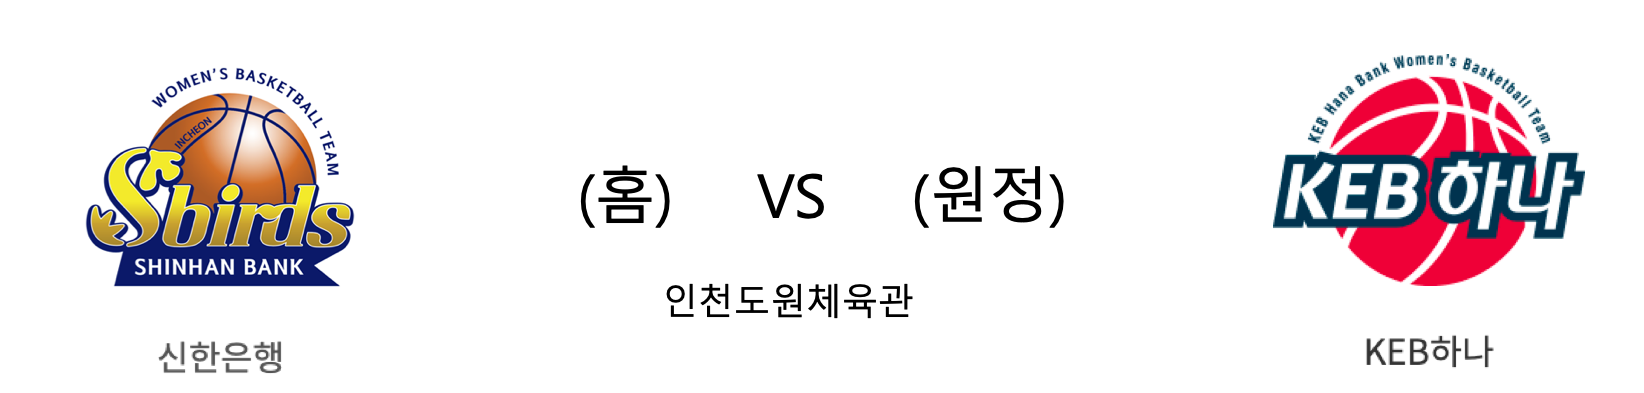 WOMEN'S BASKETBALL TEAM
INCHEON
Sbirds
SHINHAN BANK
신한은행
(홈) VS (원정)
인천도원체육관
KEB Hana Bank Women's Basketball Team
KEB 하나
KEB하나